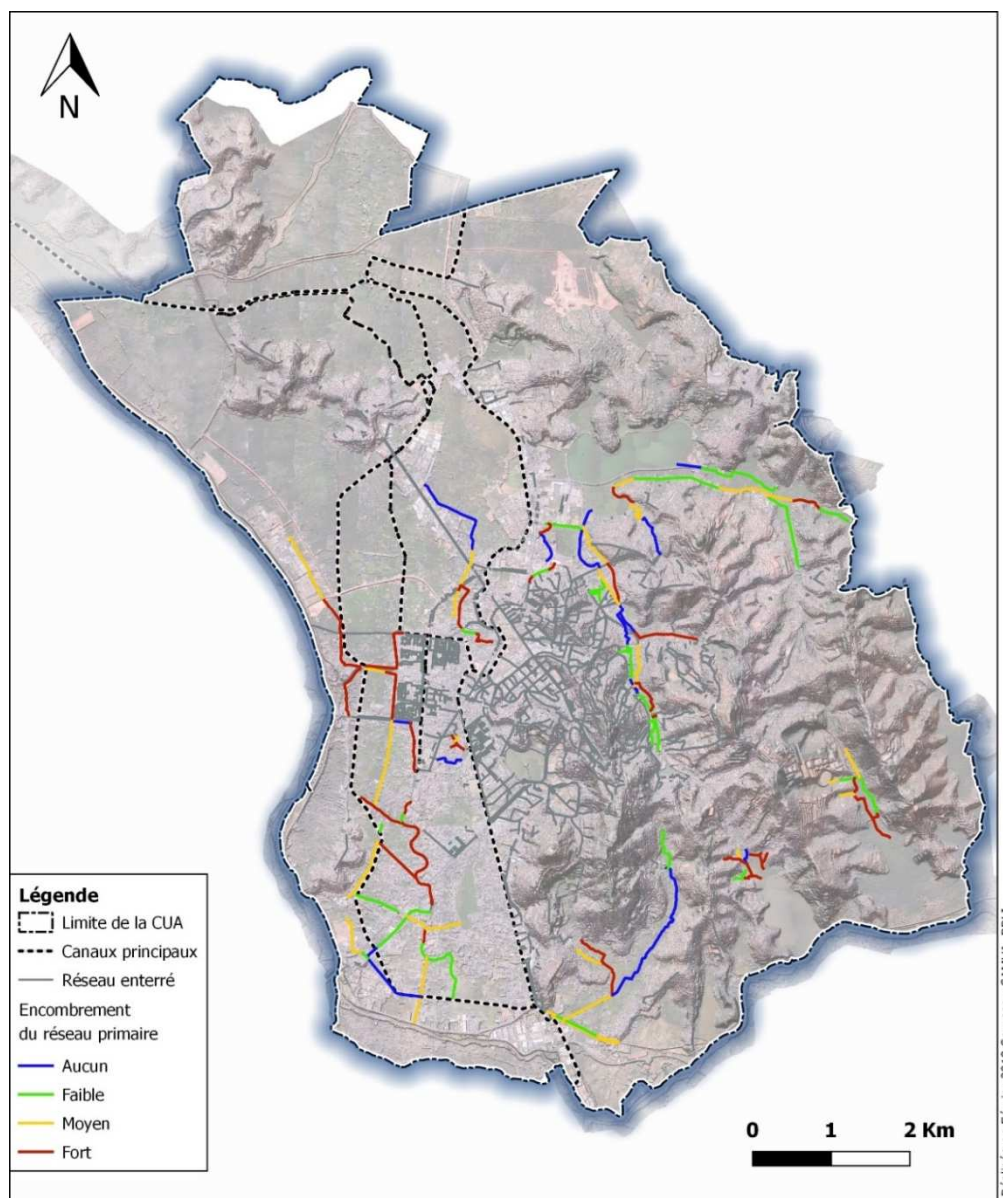 N
Légende
Limite de la CUA
Canaux principaux
Réseau enterré
Encombrement
du réseau primaire
Aucun
Faible
Moyen
Fort
0 1 2 Km